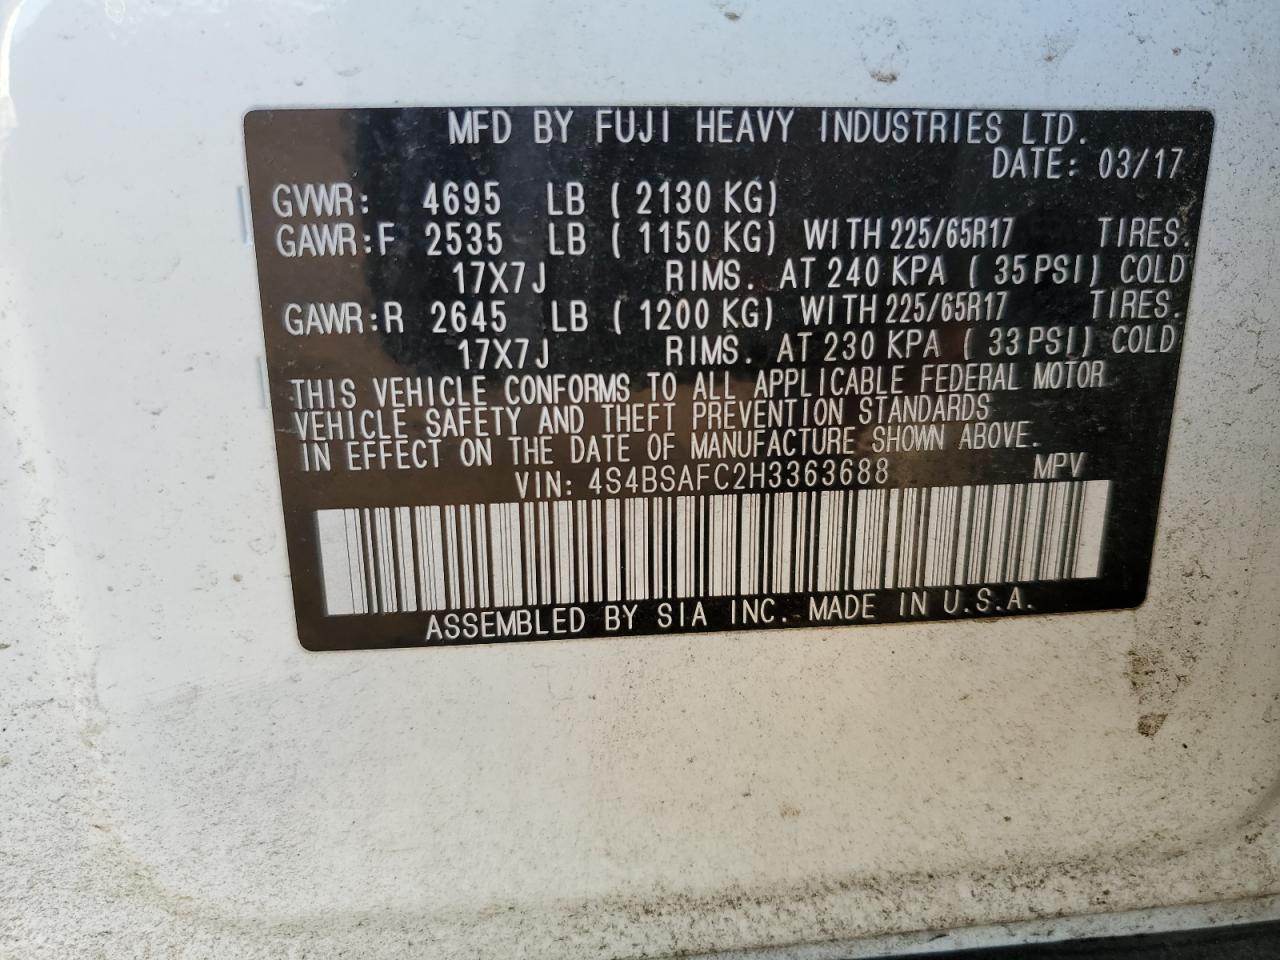 MFD BY FUJI HEAVY INDUSTRIES LTD.
DATE: 03/17
GVWR: 4695 LB (2130 KG)
GAWR:F 2535 LB (1150 KG) WITH 225/65R17 TIRES.
17X7J RIMS. AT 240 KPA (35 PSI) COLD
GAWR:R 2645 LB (1200 KG) WITH 225/65R17 TIRES.
17X7J RIMS. AT 230 KPA (33 PSI) COLD
THIS VEHICLE CONFORMS TO ALL APPLICABLE FEDERAL MOTOR
VEHICLE SAFETY AND THEFT PREVENTION STANDARDS
IN EFFECT ON THE DATE OF MANUFACTURE SHOWN ABOVE.
VIN: 4S4BSAFC2H3363688 MPV
ASSEMBLED BY SIA INC. MADE IN U.S.A.